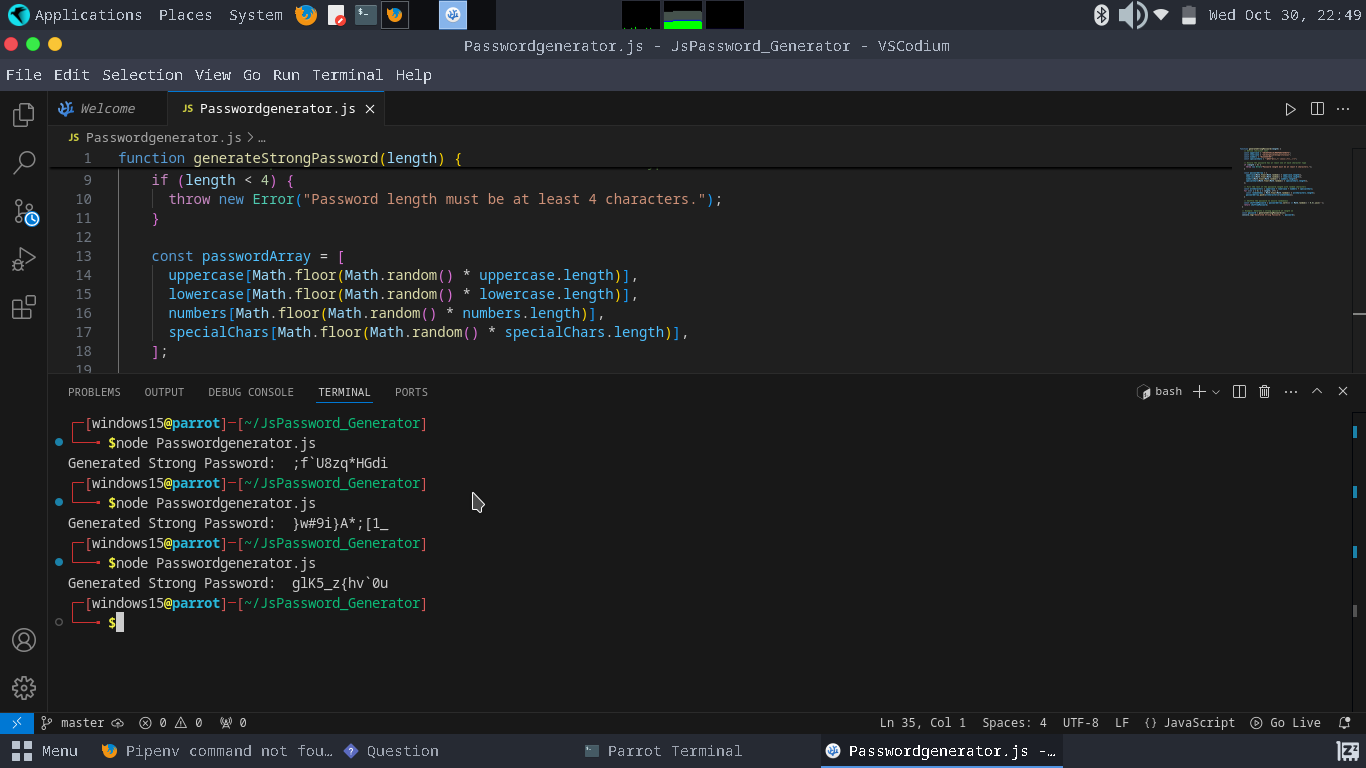 Applications Places System Wed Oct 30, 22:49
Passwordgenerator.js - JsPassword_Generator - VSCodium
File Edit Selection View Go Run Terminal Help
Welcome
JS Passwordgenerator.js
JS Passwordgenerator.js > …
1 function generateStrongPassword(length) {
9 if (length < 4) {
10 throw new Error("Password length must be at least 4 characters.");
11 }
12
13 const passwordArray = [
14 uppercase[Math.floor(Math.random() * uppercase.length)],
15 lowercase[Math.floor(Math.random() * lowercase.length)],
16 numbers[Math.floor(Math.random() * numbers.length)],
17 specialChars[Math.floor(Math.random() * specialChars.length)],
18 ];
19
PROBLEMS OUTPUT DEBUG CONSOLE TERMINAL PORTS bash
┌─[windows15@parrot]─[~/JsPassword_Generator]
└──╼ $node Passwordgenerator.js
Generated Strong Password:  ;f`U8zq*HGdi
┌─[windows15@parrot]─[~/JsPassword_Generator]
└──╼ $node Passwordgenerator.js
Generated Strong Password:  }w#9i}A*;[1_
┌─[windows15@parrot]─[~/JsPassword_Generator]
└──╼ $node Passwordgenerator.js
Generated Strong Password:  glK5_z{hv`0u
┌─[windows15@parrot]─[~/JsPassword_Generator]
└──╼ $
master 0 0 0 Ln 35, Col 1 Spaces: 4 UTF-8 LF {} JavaScript Go Live
Menu Pipenv command not fou… Question Parrot Terminal Passwordgenerator.js -…